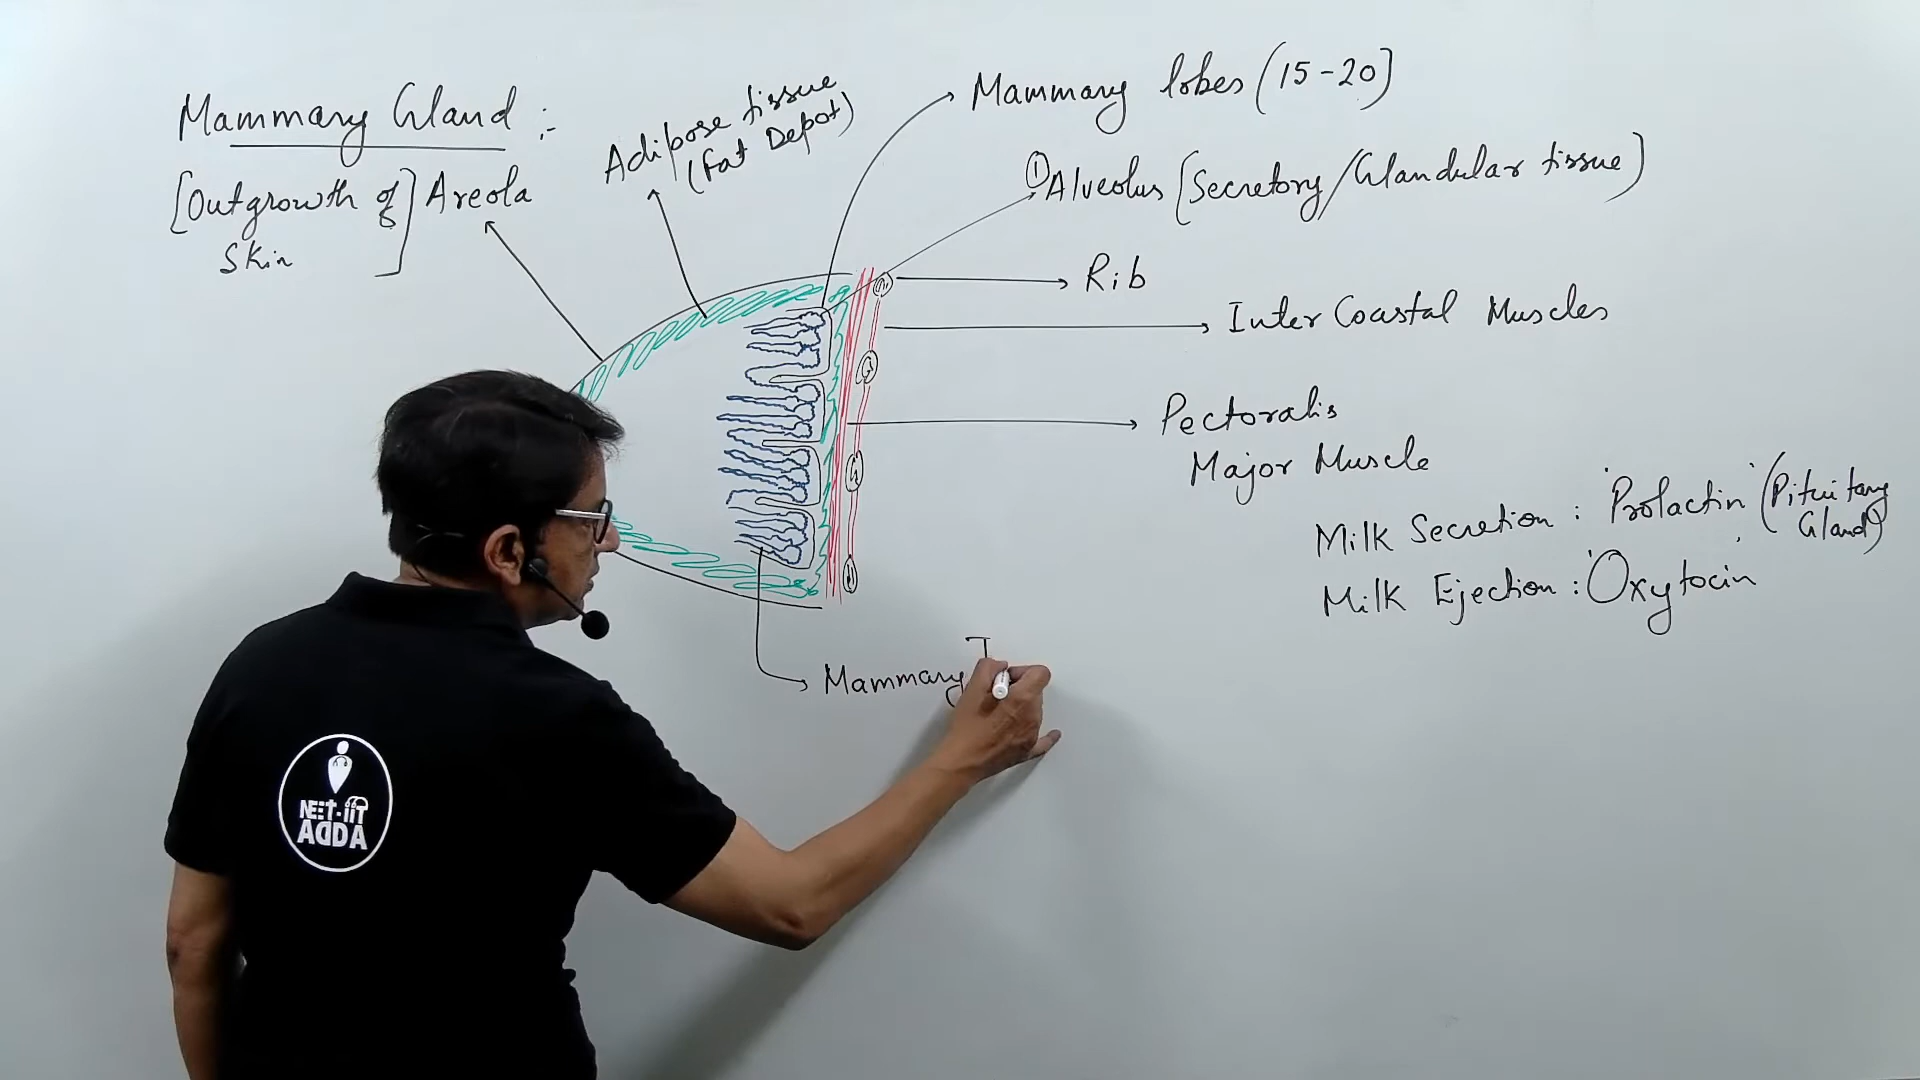 Mammary Gland :-
[Outgrowth of
Skin]
Areola
Adipose tissue
(Fat Depot)
Mammary lobes (15-20]
① Alveolus [Secretory/Glandular tissue)
Rib
Inter Coastal Muscles
Pectoralis
Major Muscle
Milk Secretion : 'Prolactin' (Pituitary
Gland)
Milk Ejection : 'Oxytocin'
Mammary T
NEET-IIT
ADDA